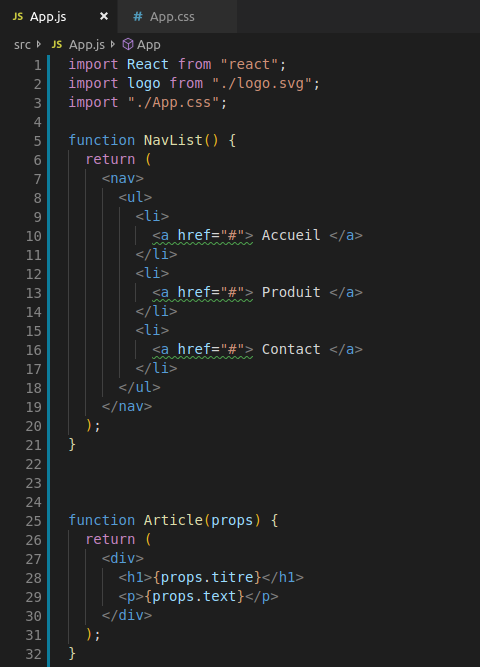 JS App.js × # App.css
src > JS App.js > App
1 import React from "react";
2 import logo from "./logo.svg";
3 import "./App.css";
4
5 function NavList() {
6 return (
7 <nav>
8 <ul>
9 <li>
10 <a href="#"> Accueil </a>
11 </li>
12 <li>
13 <a href="#"> Produit </a>
14 </li>
15 <li>
16 <a href="#"> Contact </a>
17 </li>
18 </ul>
19 </nav>
20 );
21 }
22
23
24
25 function Article(props) {
26 return (
27 <div>
28 <h1>{props.titre}</h1>
29 <p>{props.text}</p>
30 </div>
31 );
32 }